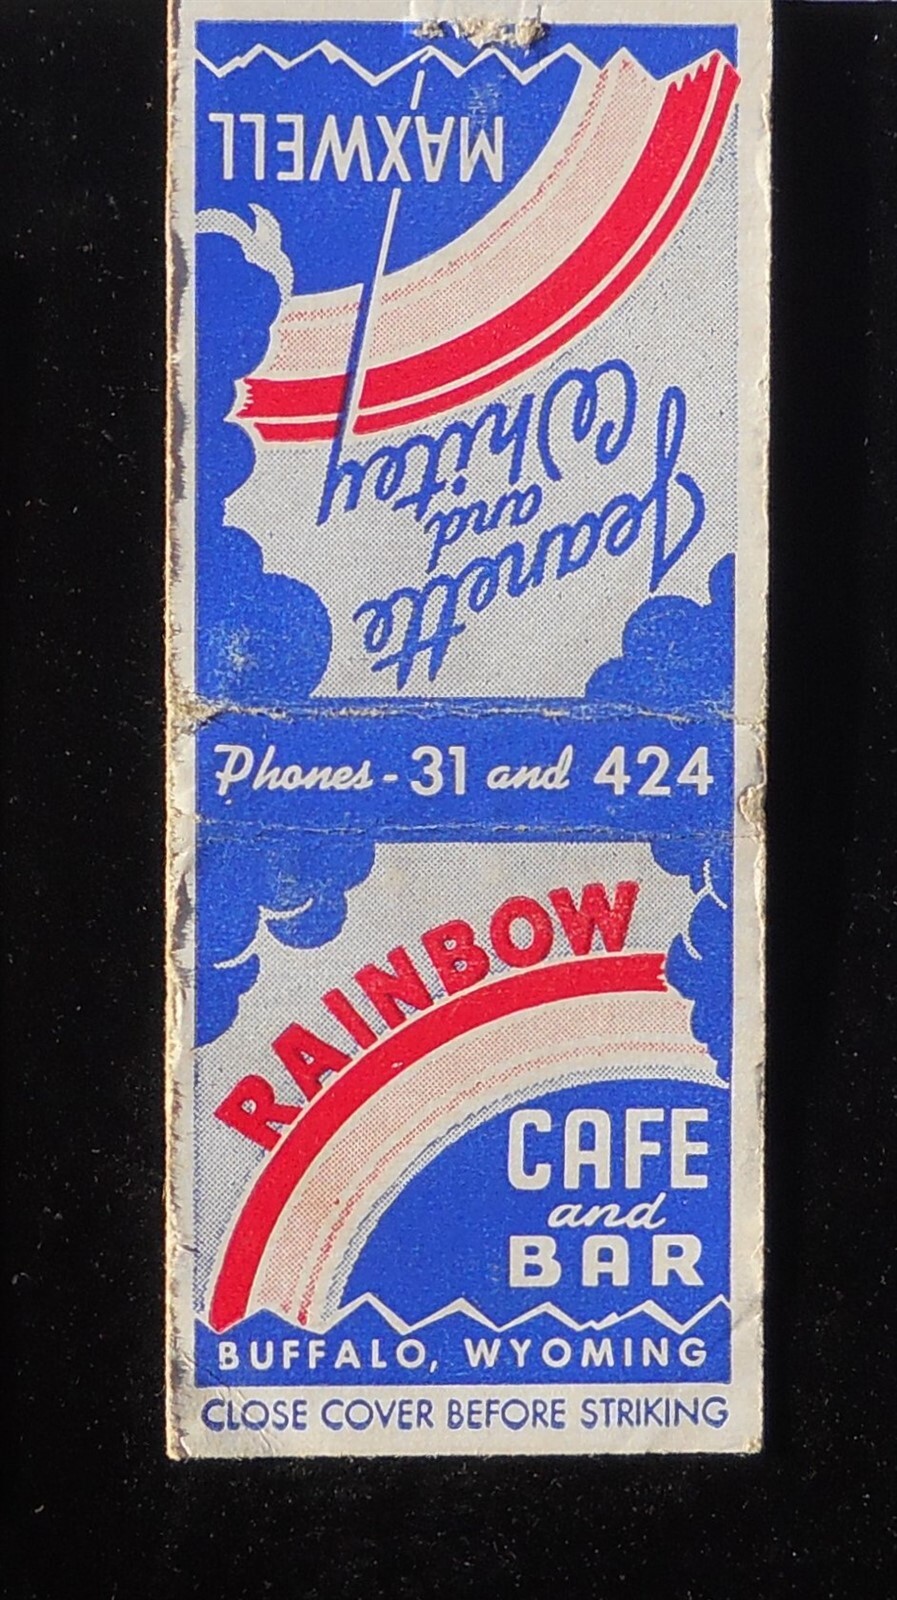 Jeanette
and
Whitey
MAXWELL
Phones - 31 and 424
RAINBOW
CAFE
and
BAR
BUFFALO, WYOMING
CLOSE COVER BEFORE STRIKING